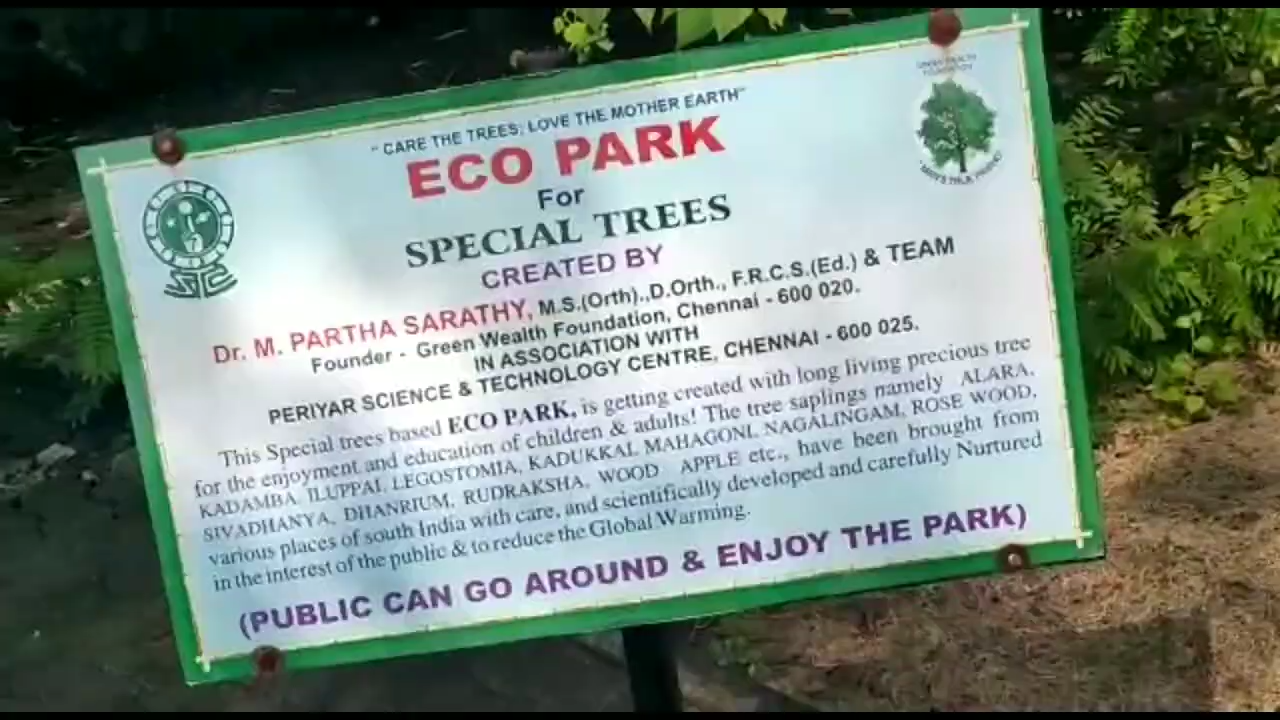 " CARE THE TREES; LOVE THE MOTHER EARTH"
ECO PARK
For
SPECIAL TREES
CREATED BY
Dr. M. PARTHA SARATHY, M.S.(Orth).,D.Orth., F.R.C.S.(Ed.) & TEAM
Founder - Green Wealth Foundation, Chennai - 600 020.
IN ASSOCIATION WITH
PERIYAR SCIENCE & TECHNOLOGY CENTRE, CHENNAI - 600 025.
This Special trees based ECO PARK, is getting created with long living precious tree
for the enjoyment and education of children & adults! The tree saplings namely ALARA,
KADAMBA, ILUPPAI, LEGOSTOMIA, KADUKKAI, MAHAGONI, NAGALINGAM, ROSE WOOD,
SIVADHANYA, DHANRIUM, RUDRAKSHA, WOOD APPLE etc., have been brought from
various places of south India with care, and scientifically developed and carefully Nurtured
in the interest of the public & to reduce the Global Warming.
(PUBLIC CAN GO AROUND & ENJOY THE PARK)